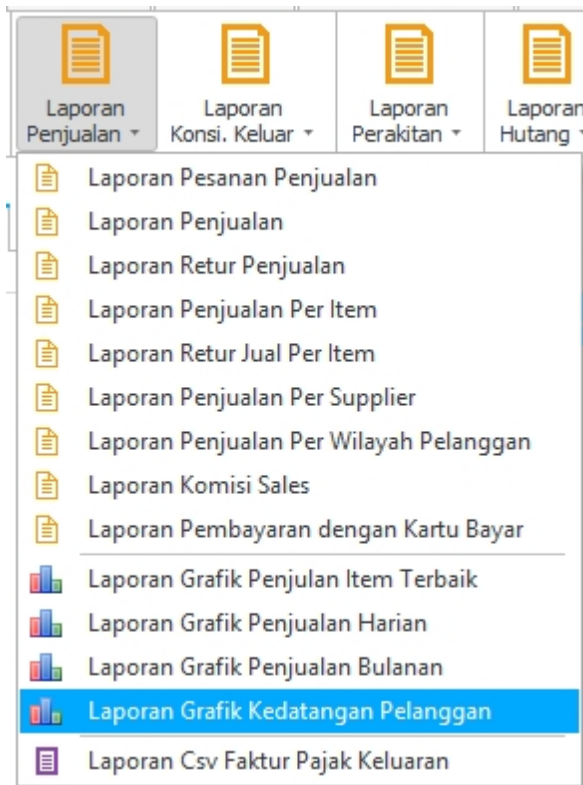 Laporan
Penjualan
Laporan
Konsi. Keluar
Laporan
Perakitan
Laporan
Hutang
Laporan Pesanan Penjualan
Laporan Penjualan
Laporan Retur Penjualan
Laporan Penjualan Per Item
Laporan Retur Jual Per Item
Laporan Penjualan Per Supplier
Laporan Penjualan Per Wilayah Pelanggan
Laporan Komisi Sales
Laporan Pembayaran dengan Kartu Bayar
Laporan Grafik Penjulan Item Terbaik
Laporan Grafik Penjualan Harian
Laporan Grafik Penjualan Bulanan
Laporan Grafik Kedatangan Pelanggan
Laporan Csv Faktur Pajak Keluaran